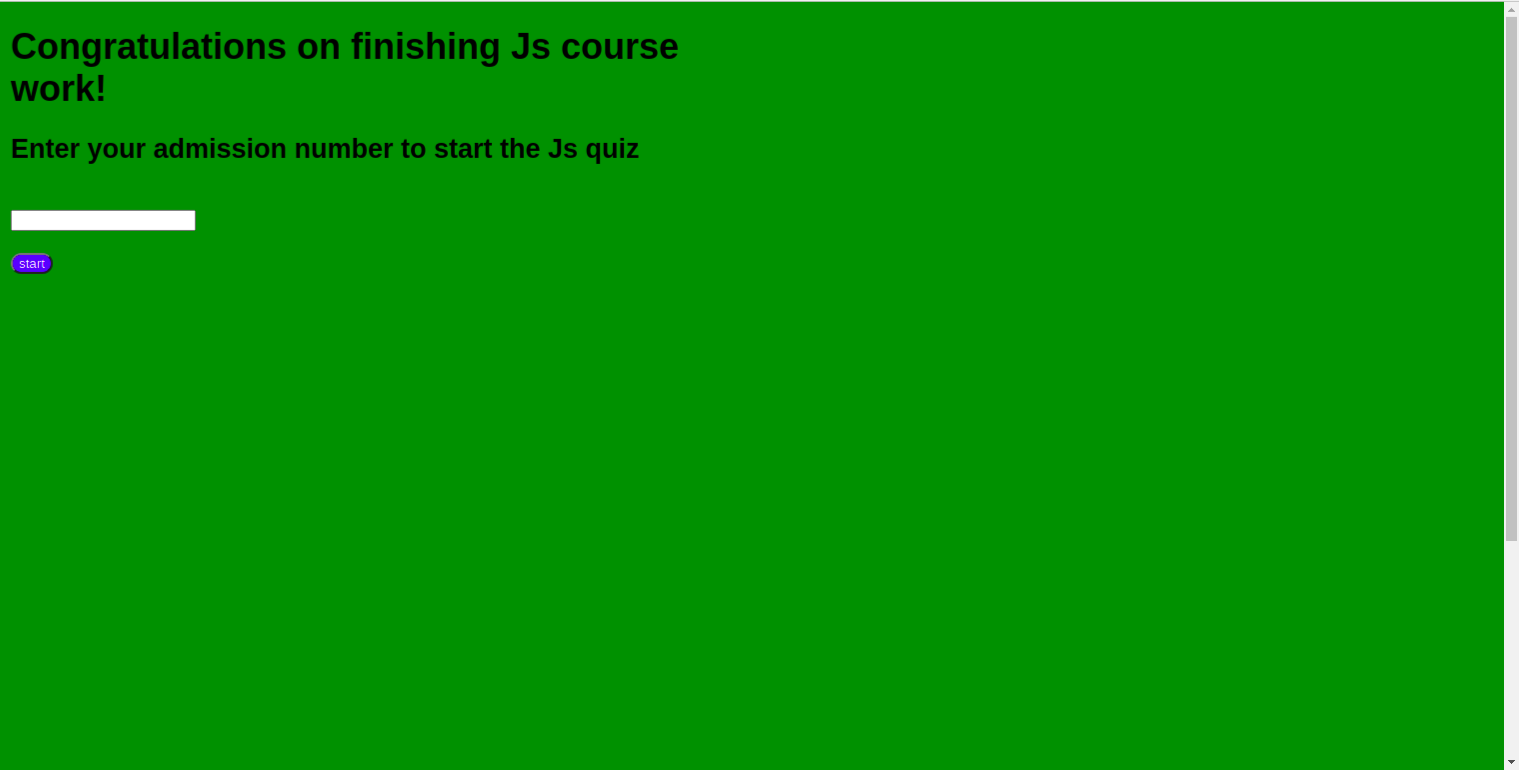 Congratulations on finishing Js course
work!
Enter your admission number to start the Js quiz
start